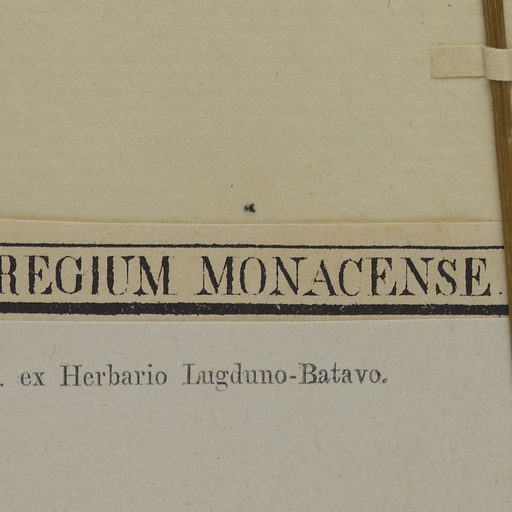 REGIUM MONACENSE.
. ex Herbario Lugduno-Batavo.